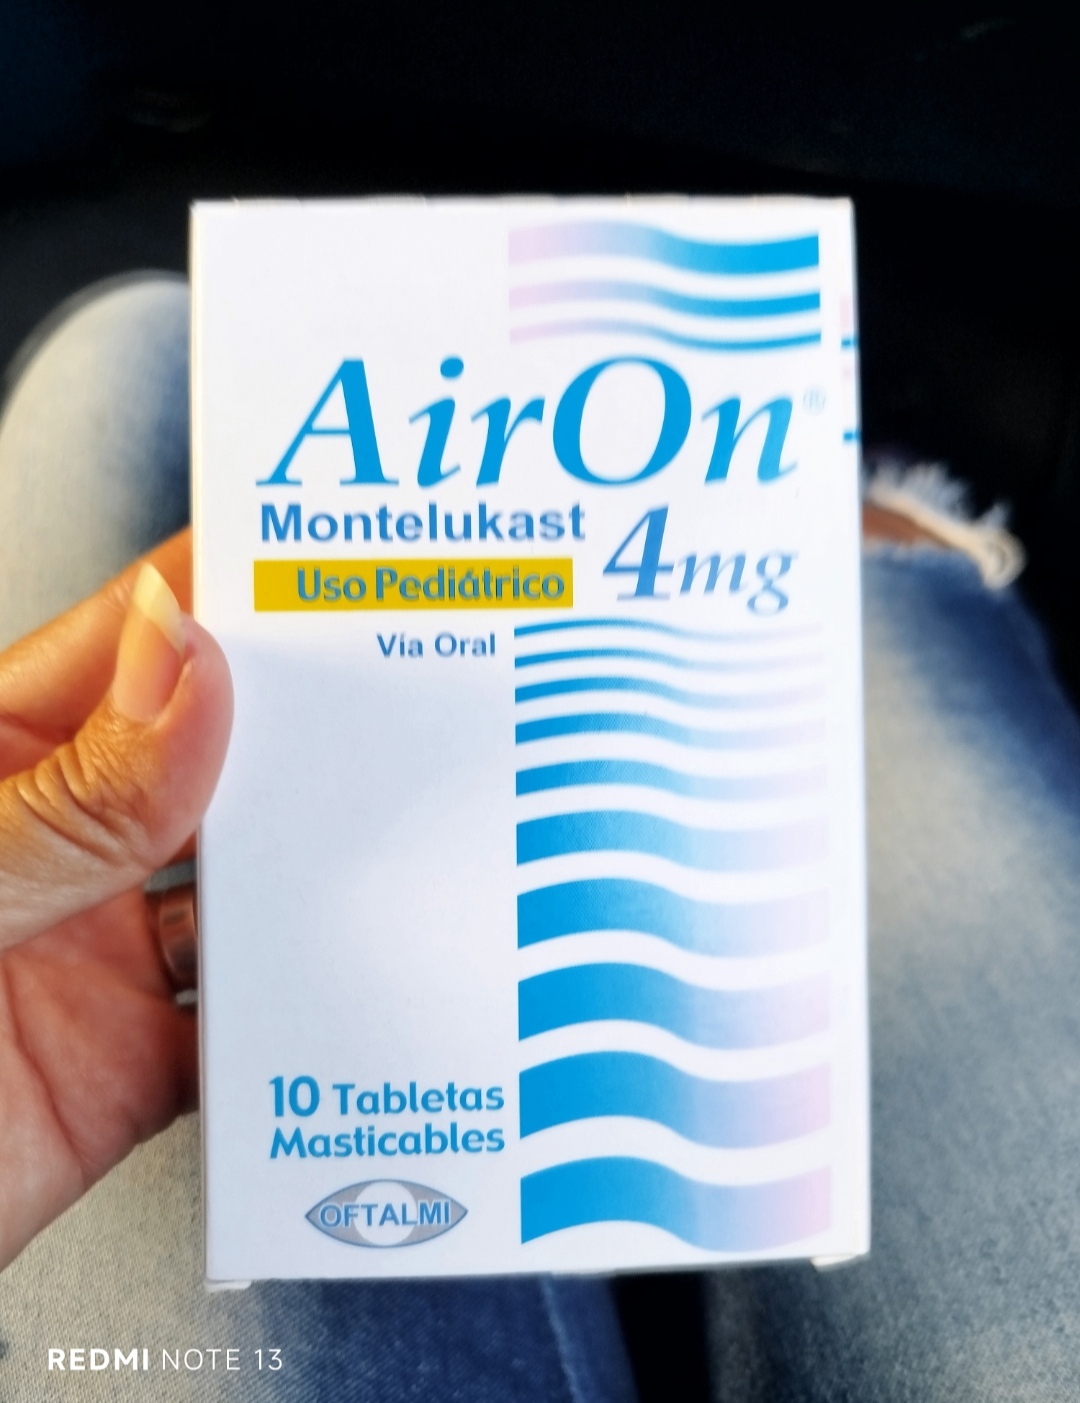 AirOn®
Montelukast
4mg
Uso Pediátrico
Vía Oral
10 Tabletas
Masticables
OFTALMI
REDMI NOTE 13